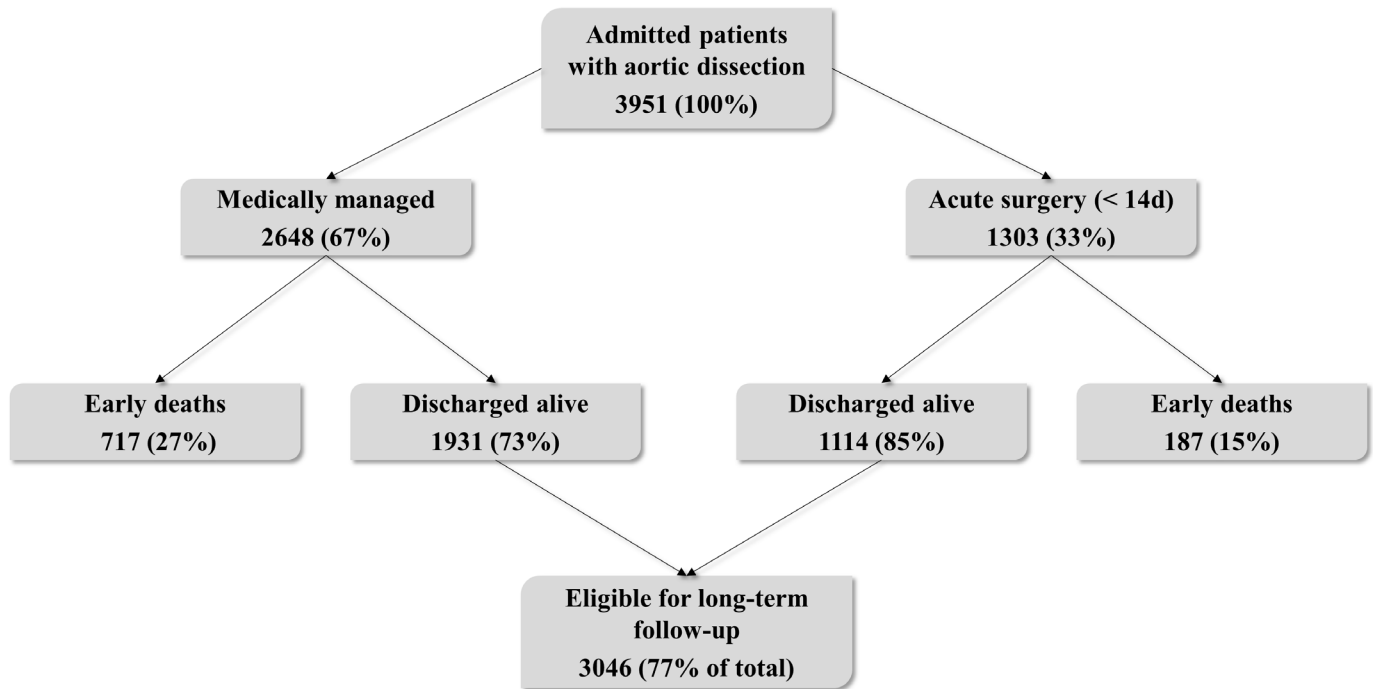 Admitted patients
with aortic dissection
3951 (100%)
Medically managed
2648 (67%)
Acute surgery (< 14d)
1303 (33%)
Early deaths
717 (27%)
Discharged alive
1931 (73%)
Discharged alive
1114 (85%)
Early deaths
187 (15%)
Eligible for long-term
follow-up
3046 (77% of total)